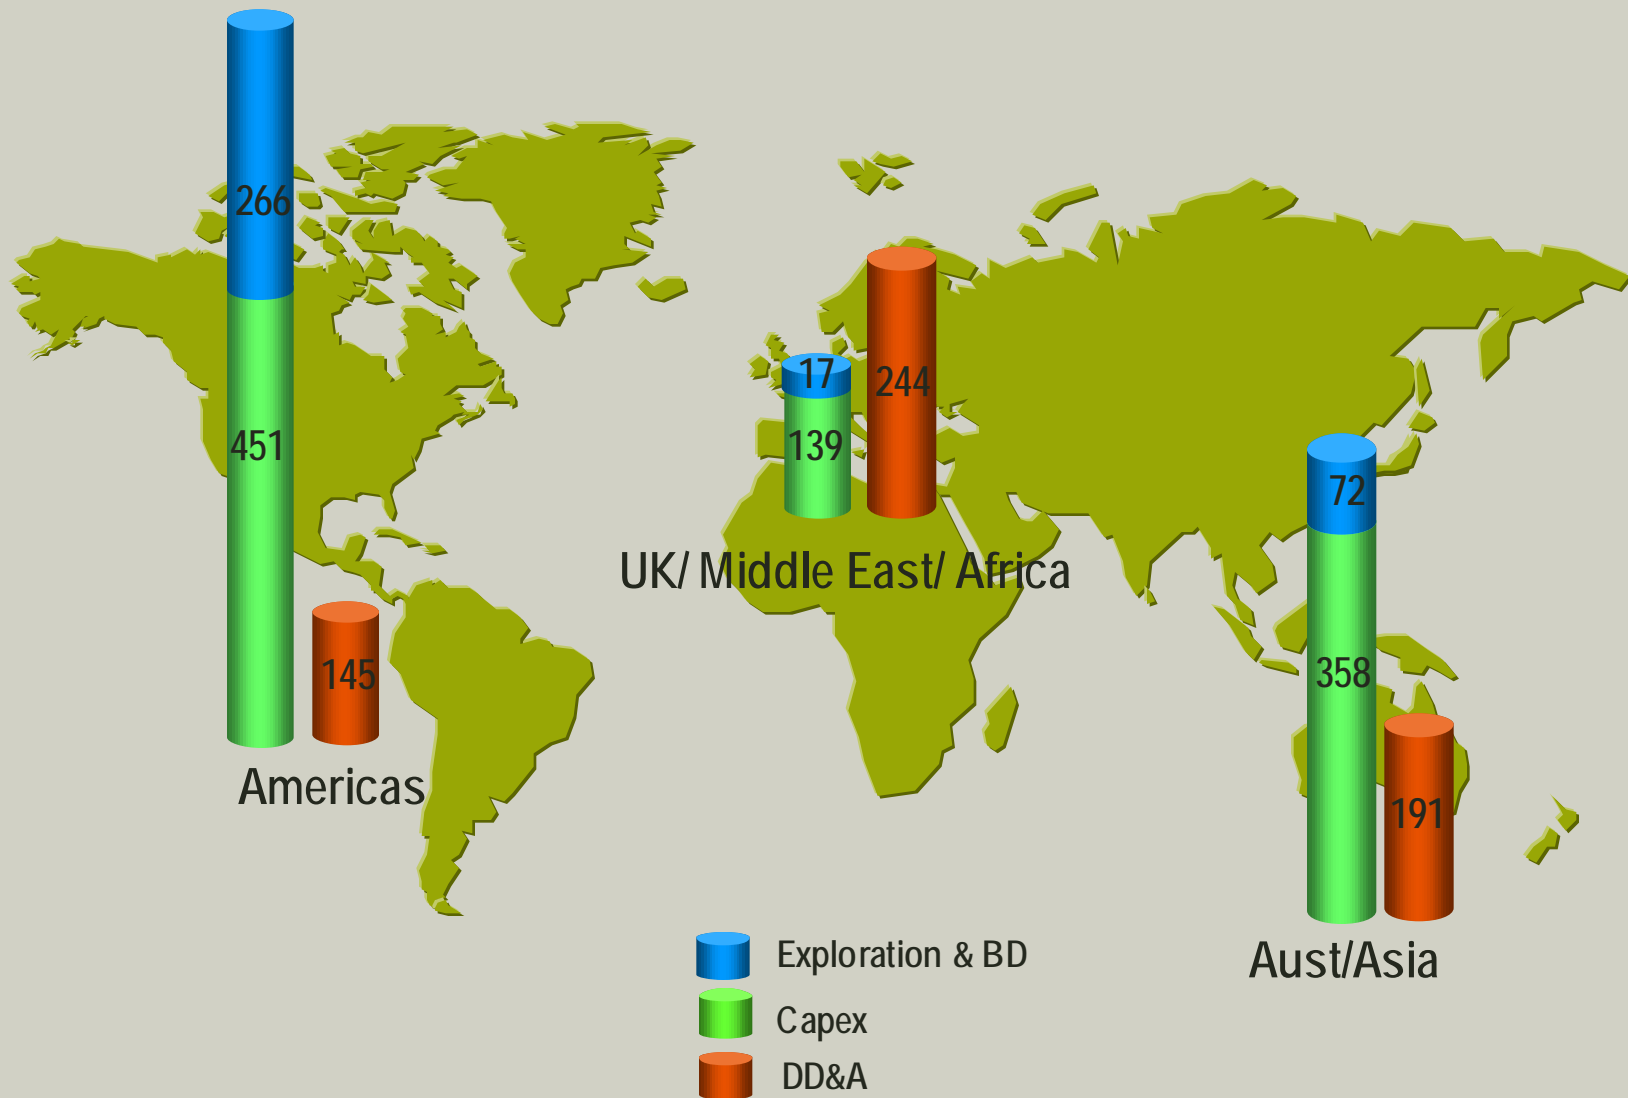 266
451
145
Americas
17
244
139
UK/ Middle East/ Africa
72
358
191
Aust/Asia
Exploration & BD
Capex
DD&A